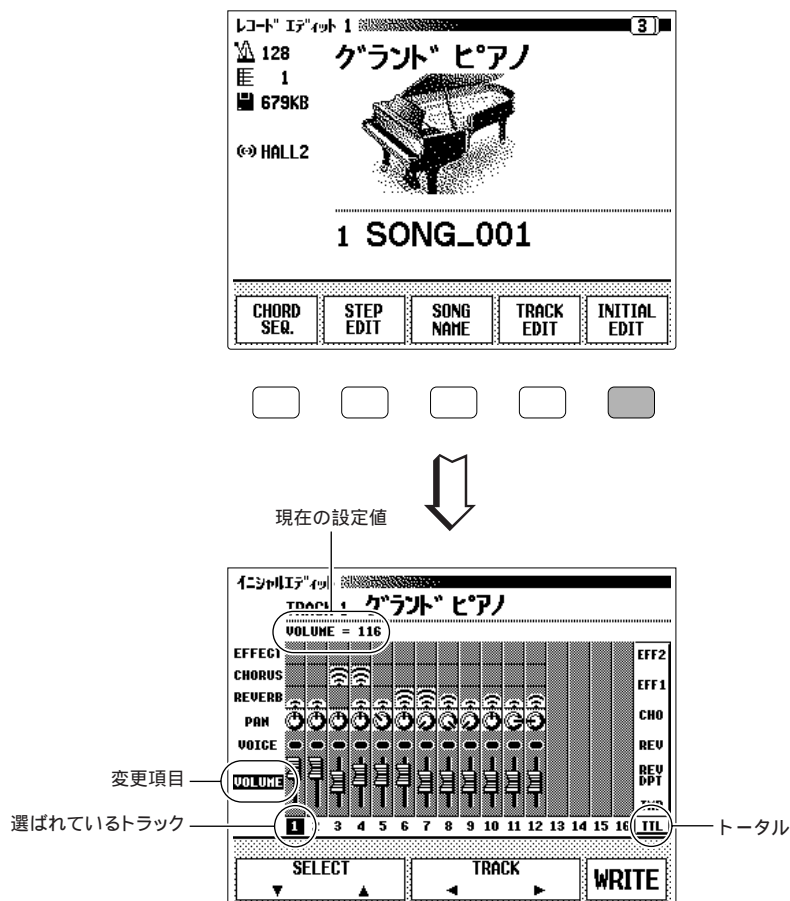 レコード エディット 1
3
128
1
679KB
HALL2
グランド ピアノ
1 SONG_001
CHORD SEQ.
STEP EDIT
SONG NAME
TRACK EDIT
INITIAL EDIT
現在の設定値
イニシャルエディット
TRACK 1 グランド ピアノ
VOLUME = 116
EFFECT
CHORUS
REVERB
PAN
VOICE
VOLUME
EFF2
EFF1
CHO
REV
REV DPT
変更項目
選ばれているトラック
1 2 3 4 5 6 7 8 9 10 11 12 13 14 15 16 TTL
トータル
SELECT
▼ ▲
TRACK
◀ ▶
WRITE